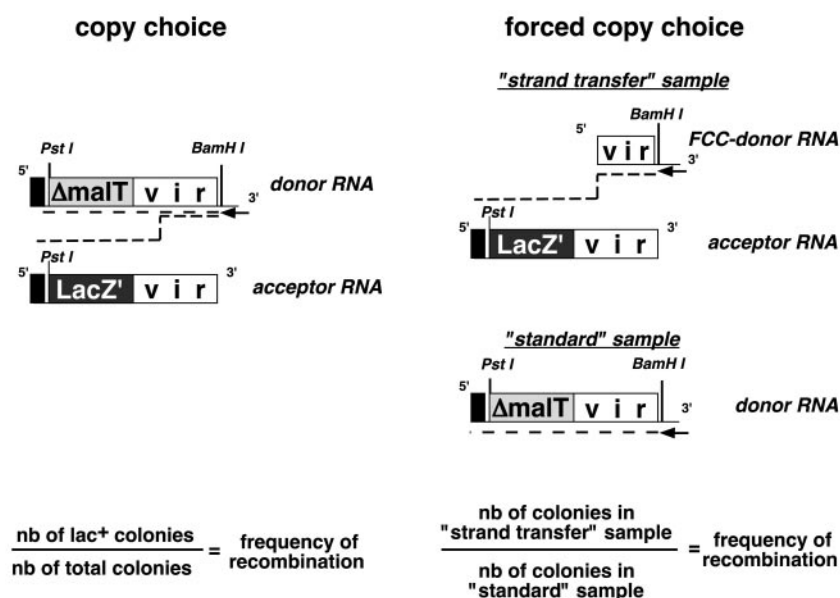 copy choice
Pst I
BamH I
5'
ΔmalT
v i r
3'
donor RNA
Pst I
5'
LacZ'
v i r
3'
acceptor RNA
nb of lac+ colonies
nb of total colonies
=
frequency of
recombination
forced copy choice
"strand transfer" sample
BamH I
5'
v i r
FCC-donor RNA
3'
5'
Pst I
3'
LacZ'
v i r
acceptor RNA
"standard" sample
Pst I
BamH I
5'
ΔmalT
v i r
3'
donor RNA
nb of colonies in
"strand transfer" sample
nb of colonies in
"standard" sample
=
frequency of
recombination